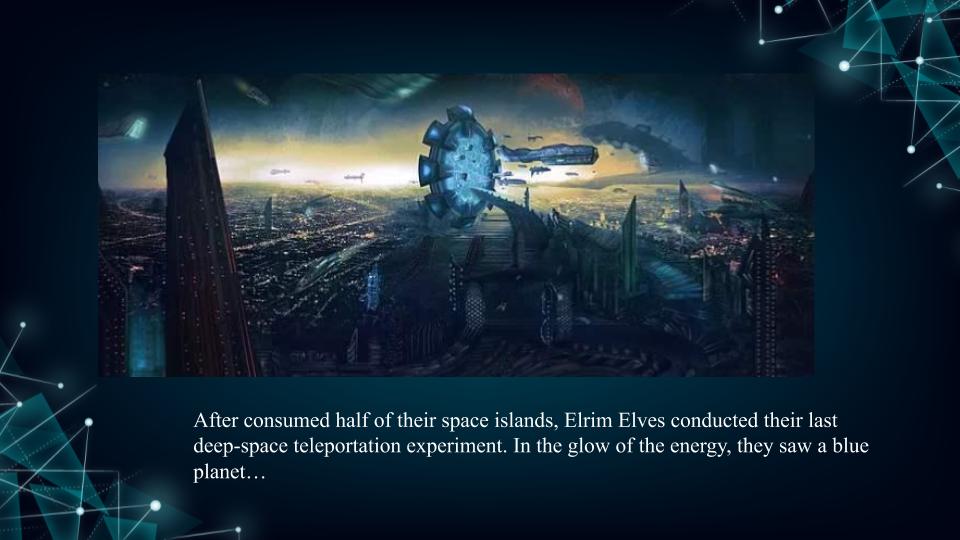 After consumed half of their space islands, Elrim Elves conducted their last
deep-space teleportation experiment. In the glow of the energy, they saw a blue
planet…